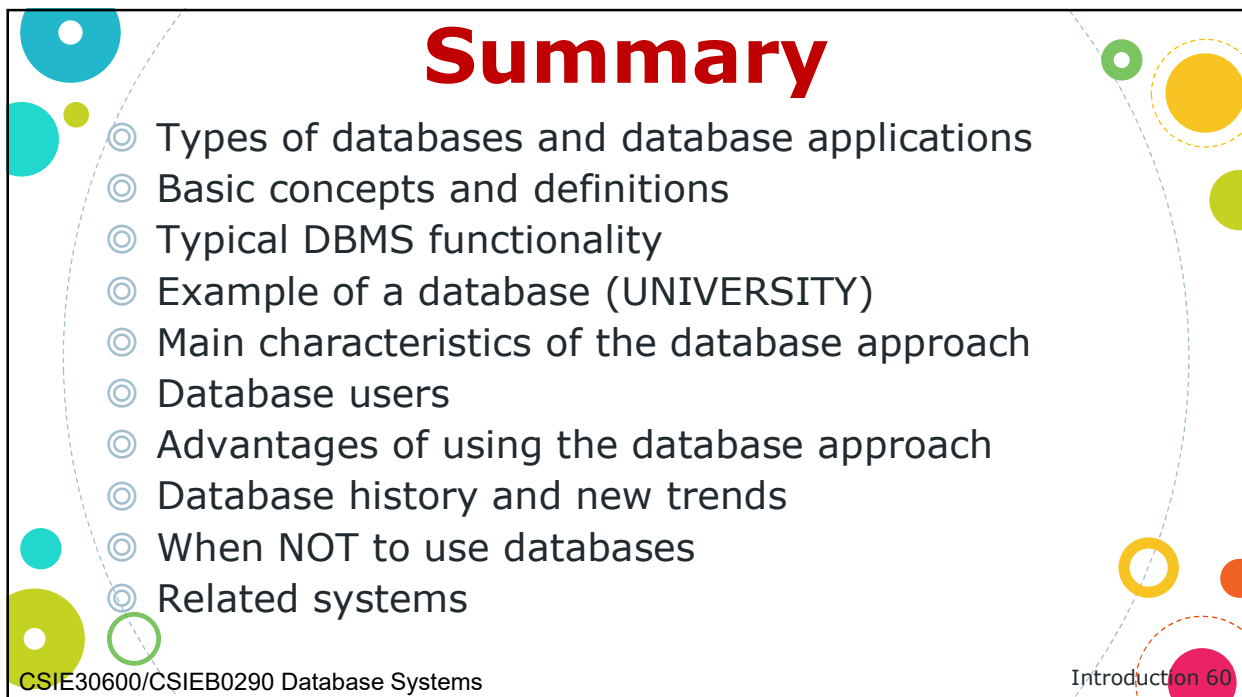 Summary
Types of databases and database applications
Basic concepts and definitions
Typical DBMS functionality
Example of a database (UNIVERSITY)
Main characteristics of the database approach
Database users
Advantages of using the database approach
Database history and new trends
When NOT to use databases
Related systems
CSIE30600/CSIEB0290 Database Systems
Introduction 60